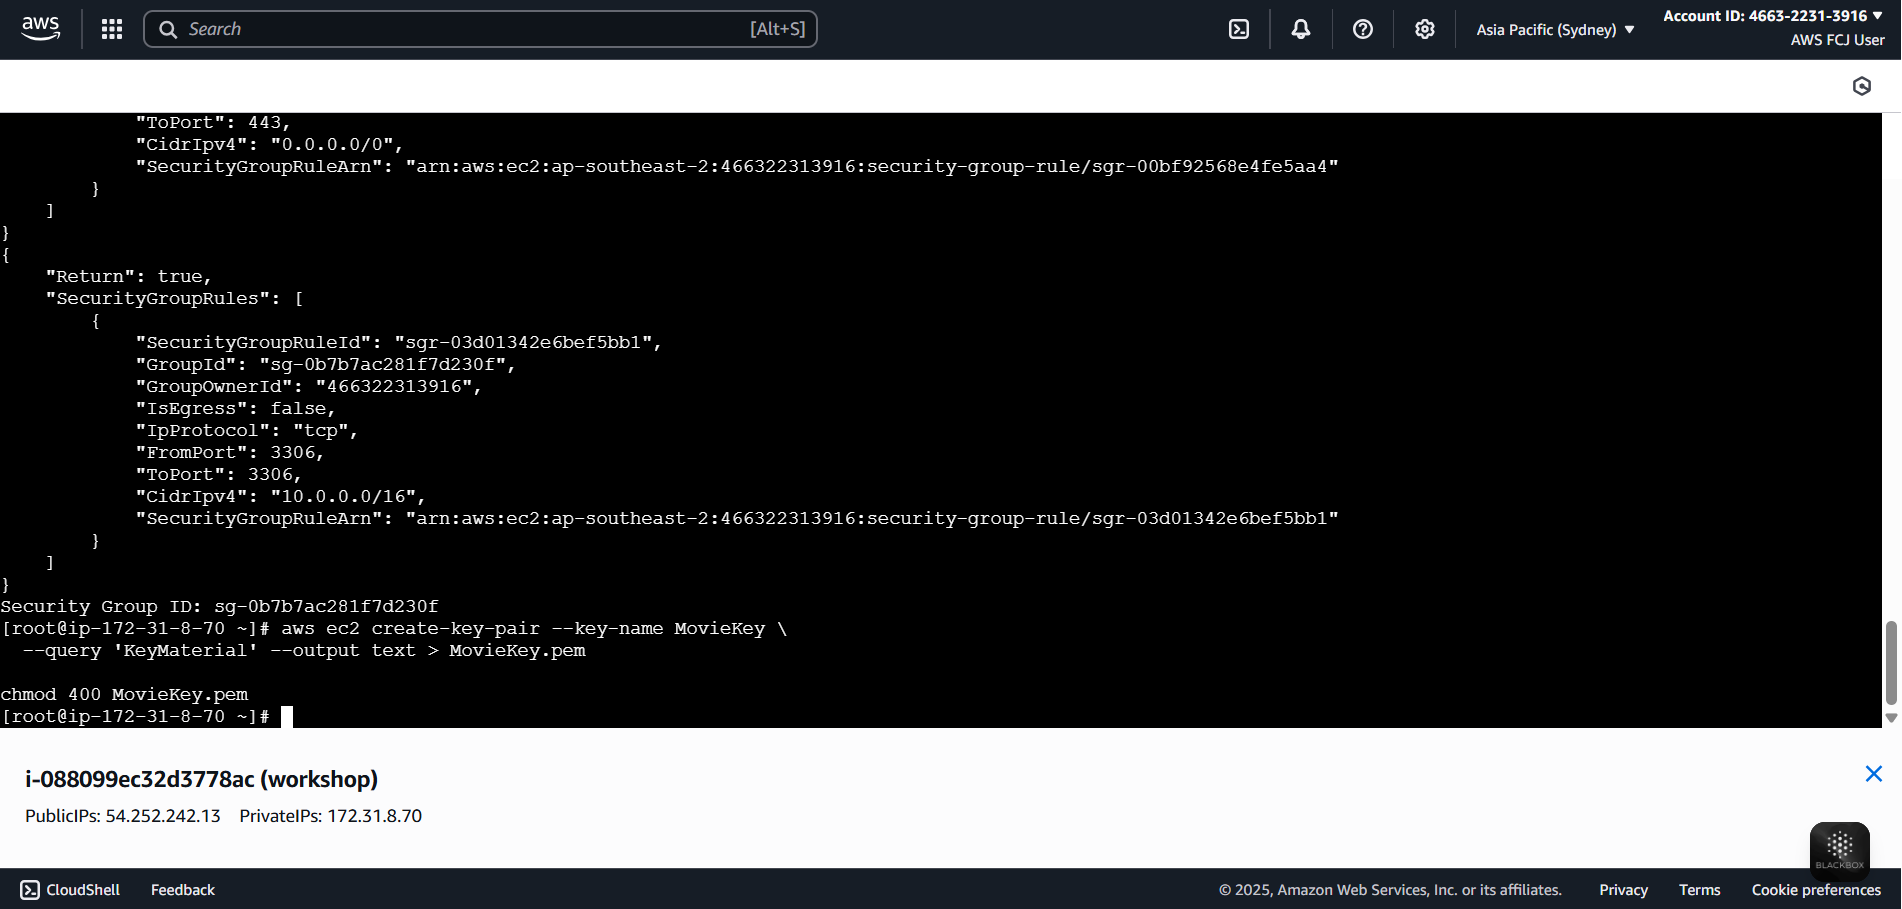 aws
Search
[Alt+S]
Asia Pacific (Sydney) ▼
Account ID: 4663-2231-3916 ▼
AWS FCJ User
            "ToPort": 443,
            "CidrIpv4": "0.0.0.0/0",
            "SecurityGroupRuleArn": "arn:aws:ec2:ap-southeast-2:466322313916:security-group-rule/sgr-00bf92568e4fe5aa4"
        }
    ]
}
{
    "Return": true,
    "SecurityGroupRules": [
        {
            "SecurityGroupRuleId": "sgr-03d01342e6bef5bb1",
            "GroupId": "sg-0b7b7ac281f7d230f",
            "GroupOwnerId": "466322313916",
            "IsEgress": false,
            "IpProtocol": "tcp",
            "FromPort": 3306,
            "ToPort": 3306,
            "CidrIpv4": "10.0.0.0/16",
            "SecurityGroupRuleArn": "arn:aws:ec2:ap-southeast-2:466322313916:security-group-rule/sgr-03d01342e6bef5bb1"
        }
    ]
}
Security Group ID: sg-0b7b7ac281f7d230f
[root@ip-172-31-8-70 ~]# aws ec2 create-key-pair --key-name MovieKey \
  --query 'KeyMaterial' --output text > MovieKey.pem
chmod 400 MovieKey.pem
[root@ip-172-31-8-70 ~]#
i-088099ec32d3778ac (workshop)
PublicIPs: 54.252.242.13 PrivateIPs: 172.31.8.70
BLACKBOX
CloudShell Feedback © 2025, Amazon Web Services, Inc. or its affiliates. Privacy Terms Cookie preferences